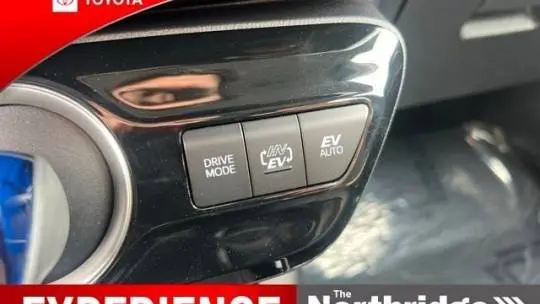 TOYOTA
DRIVE
MODE
HV
EV
EV
AUTO
EXPERIENCE
The
Northridge